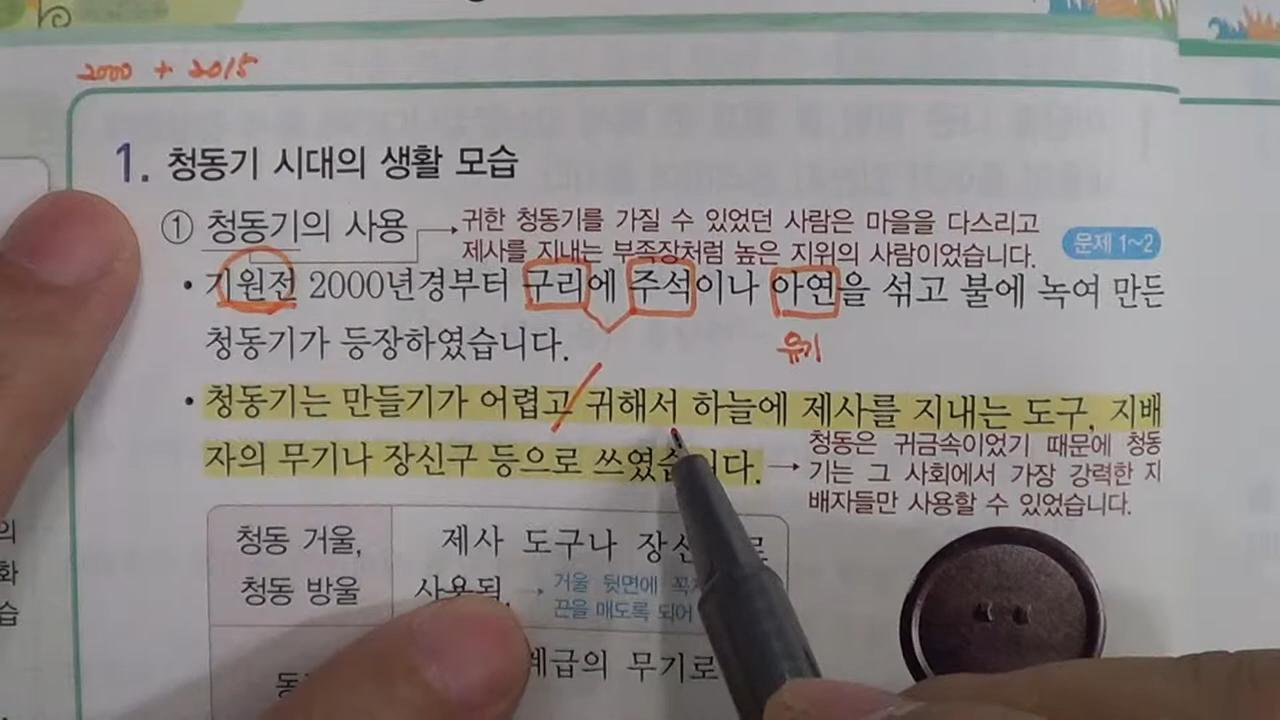 2000 + 2015
1. 청동기 시대의 생활 모습
① 청동기의 사용
귀한 청동기를 가질 수 있었던 사람은 마을을 다스리고
제사를 지내는 부족장처럼 높은 지위의 사람이었습니다.
문제 1~2
• 기원전 2000년경부터 구리에 주석이나 아연을 섞고 불에 녹여 만든
청동기가 등장하였습니다.
유기
• 청동기는 만들기가 어렵고 귀해서 하늘에 제사를 지내는 도구, 지배
자의 무기나 장신구 등으로 쓰였습니다.
청동은 귀금속이었기 때문에 청동
기는 그 사회에서 가장 강력한 지
배자들만 사용할 수 있었습니다.
청동 거울,
청동 방울
제사 도구나 장신 로
사용됨.
거울 뒷면에
끈을 매도록 되어
계급의 무기로
동
의
화
습